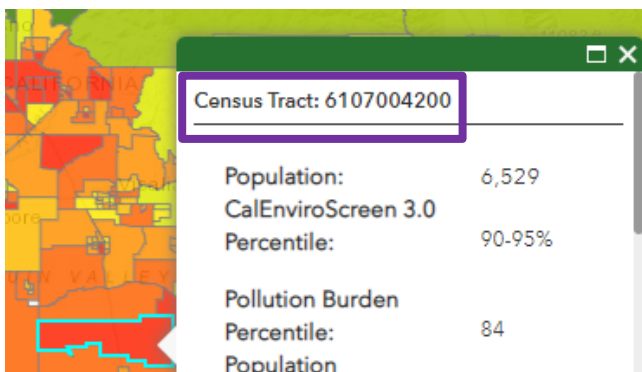 Census Tract: 6107004200
Population: 6,529
CalEnviroScreen 3.0
Percentile: 90-95%
Pollution Burden
Percentile: 84
Population